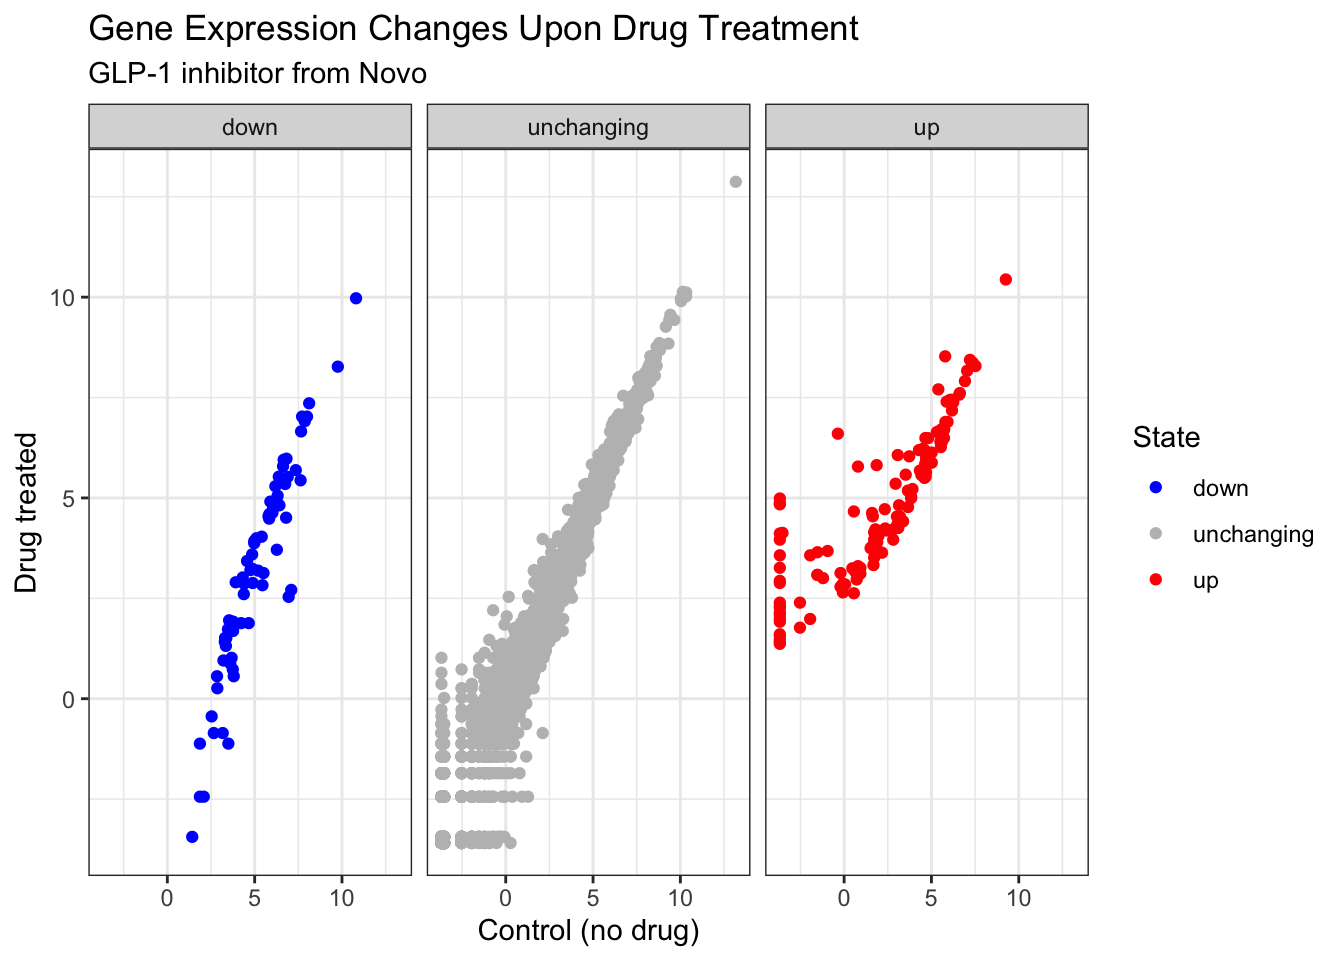 Gene Expression Changes Upon Drug Treatment
GLP-1 inhibitor from Novo
down
unchanging
up
10
5
0
Drug treated
0 5 10
0 5 10
0 5 10
Control (no drug)
State
down
unchanging
up